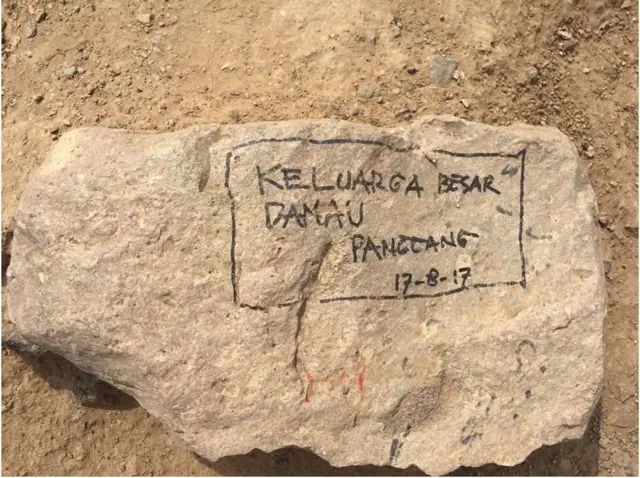 KELUARGA BESAR
DANAU
PANGGANG
17-8-17